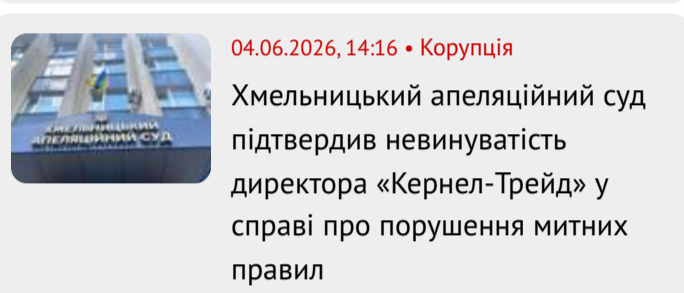 04.06.2026, 14:16 • Корупція
Хмельницький апеляційний суд
підтвердив невинуватість
директора «Кернел-Трейд» у
справі про порушення митних
правил
ХМЕЛЬНИЦЬКИЙ
АПЕЛЯЦІЙНИЙ СУД